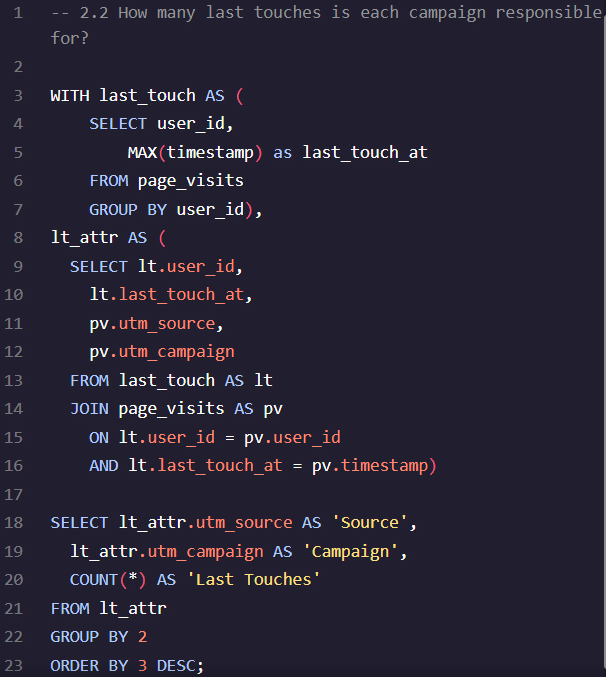 1 -- 2.2 How many last touches is each campaign responsible
for?
2
3 WITH last_touch AS (
4     SELECT user_id,
5         MAX(timestamp) as last_touch_at
6     FROM page_visits
7     GROUP BY user_id),
8 lt_attr AS (
9   SELECT lt.user_id,
10     lt.last_touch_at,
11     pv.utm_source,
12     pv.utm_campaign
13   FROM last_touch AS lt
14   JOIN page_visits AS pv
15     ON lt.user_id = pv.user_id
16     AND lt.last_touch_at = pv.timestamp)
17
18 SELECT lt_attr.utm_source AS 'Source',
19   lt_attr.utm_campaign AS 'Campaign',
20   COUNT(*) AS 'Last Touches'
21 FROM lt_attr
22 GROUP BY 2
23 ORDER BY 3 DESC;